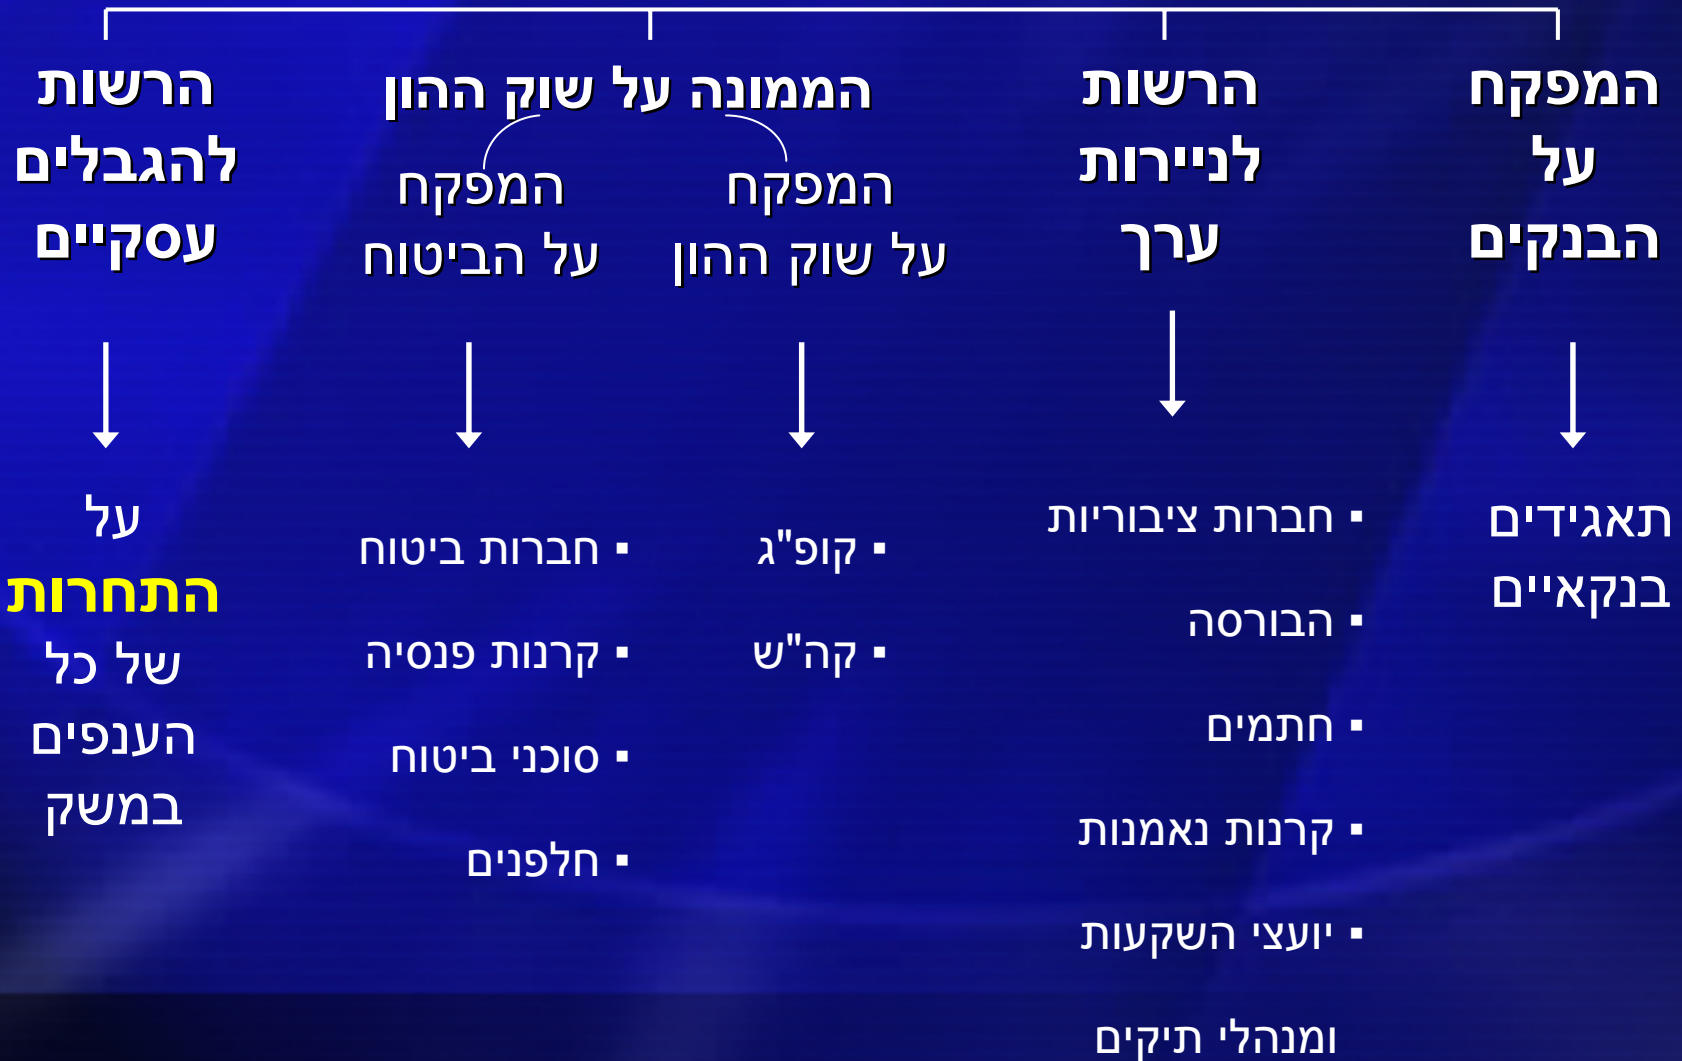 המפקח
על
הבנקים
תאגידים
בנקאיים
הרשות
לניירות
ערך
▪ חברות ציבוריות
▪ הבורסה
▪ חתמים
▪ קרנות נאמנות
▪ יועצי השקעות
ומנהלי תיקים
הממונה על שוק ההון
המפקח
על שוק ההון
▪ קופ"ג
▪ קה"ש
המפקח
על הביטוח
▪ חברות ביטוח
▪ קרנות פנסיה
▪ סוכני ביטוח
▪ חלפנים
הרשות
להגבלים
עסקיים
על
התחרות
של כל
הענפים
במשק